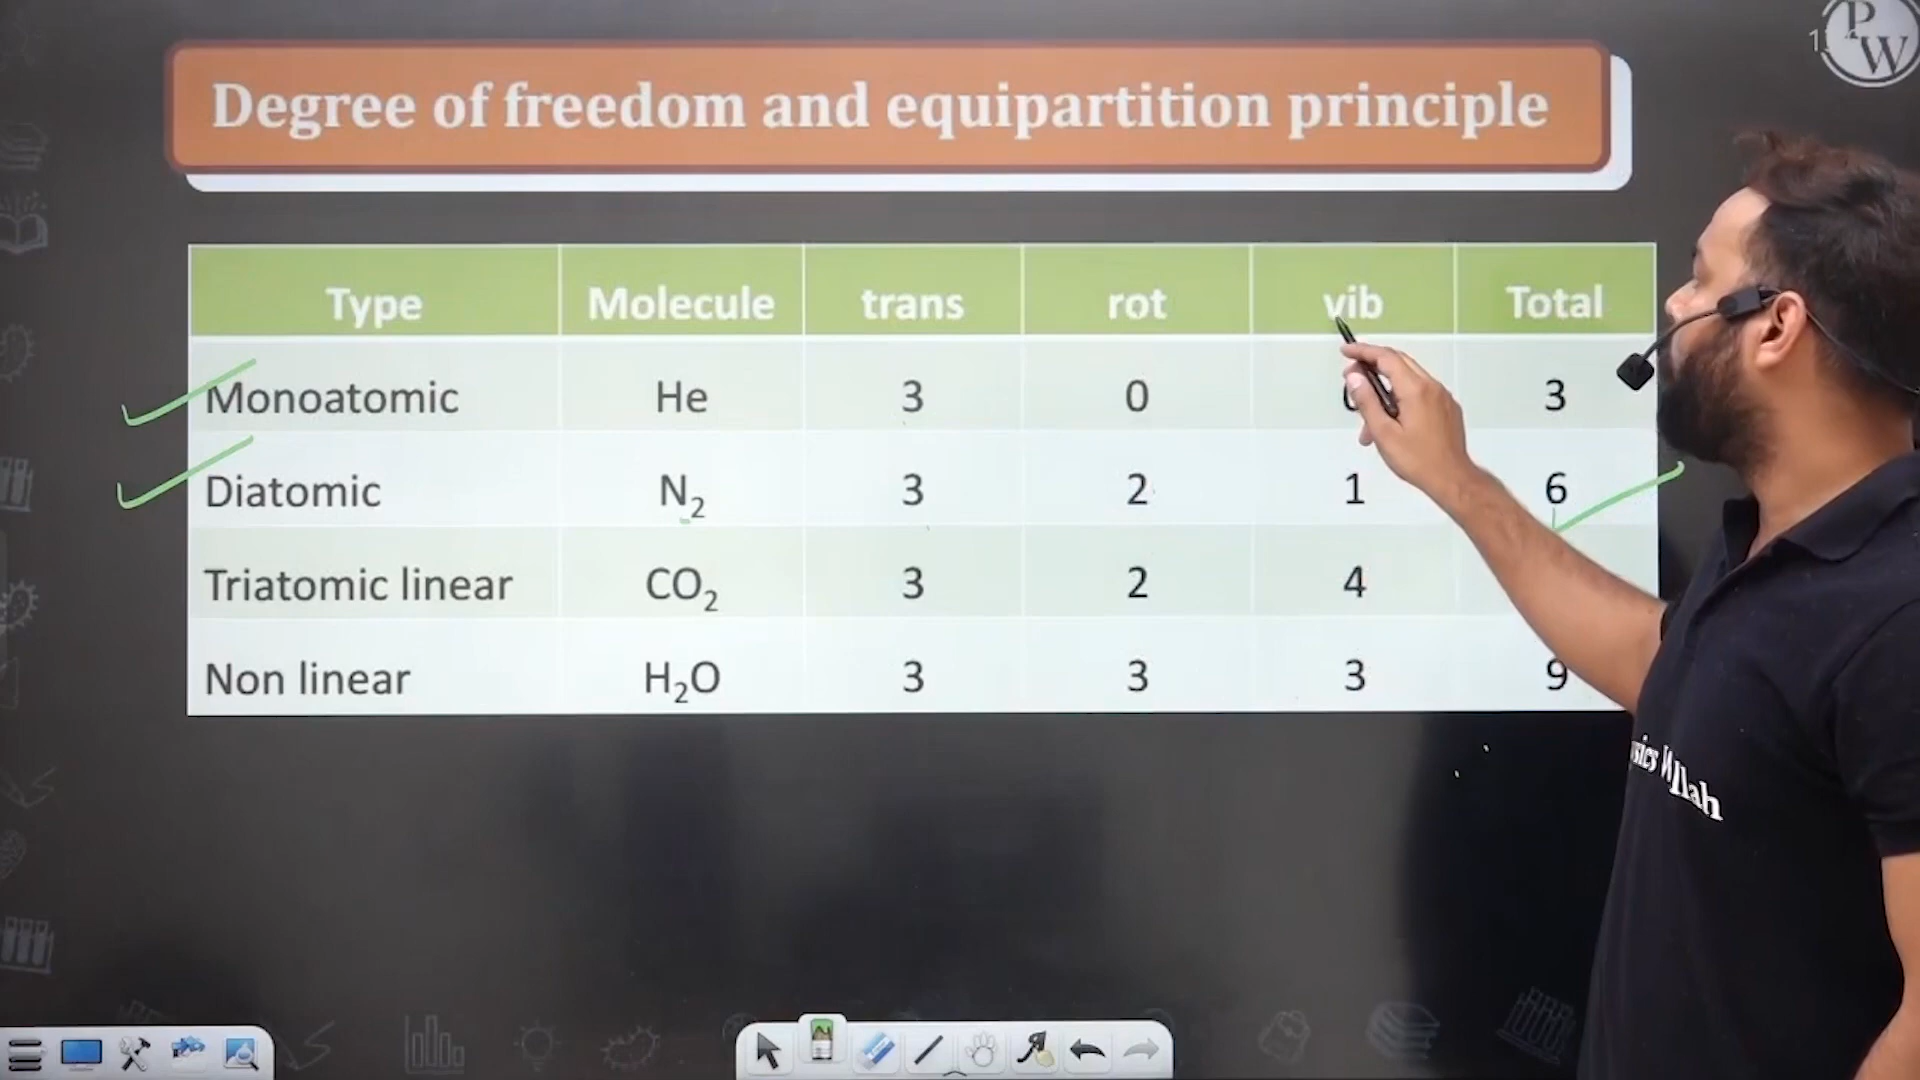 PW
Degree of freedom and equipartition principle
Type Molecule trans rot vib Total
Monoatomic He 3 0 3
Diatomic N₂ 3 2 1 6
Triatomic linear CO₂ 3 2 4
Non linear H₂O 3 3 3 9